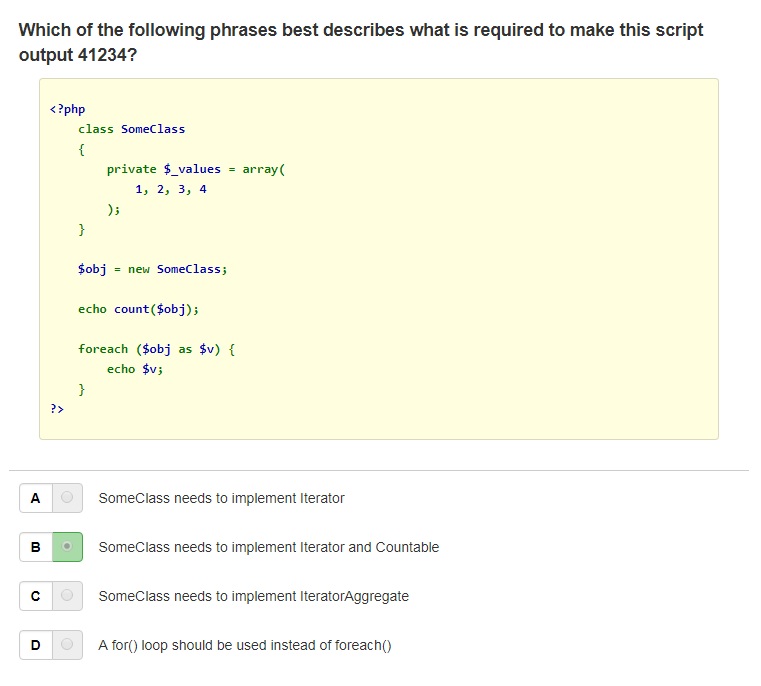 Which of the following phrases best describes what is required to make this script
output 41234?
<?php
class SomeClass
{
private $_values = array(
1, 2, 3, 4
);
}
$obj = new SomeClass;
echo count($obj);
foreach ($obj as $v) {
echo $v;
}
?>
A SomeClass needs to implement Iterator
B SomeClass needs to implement Iterator and Countable
C SomeClass needs to implement IteratorAggregate
D A for() loop should be used instead of foreach()